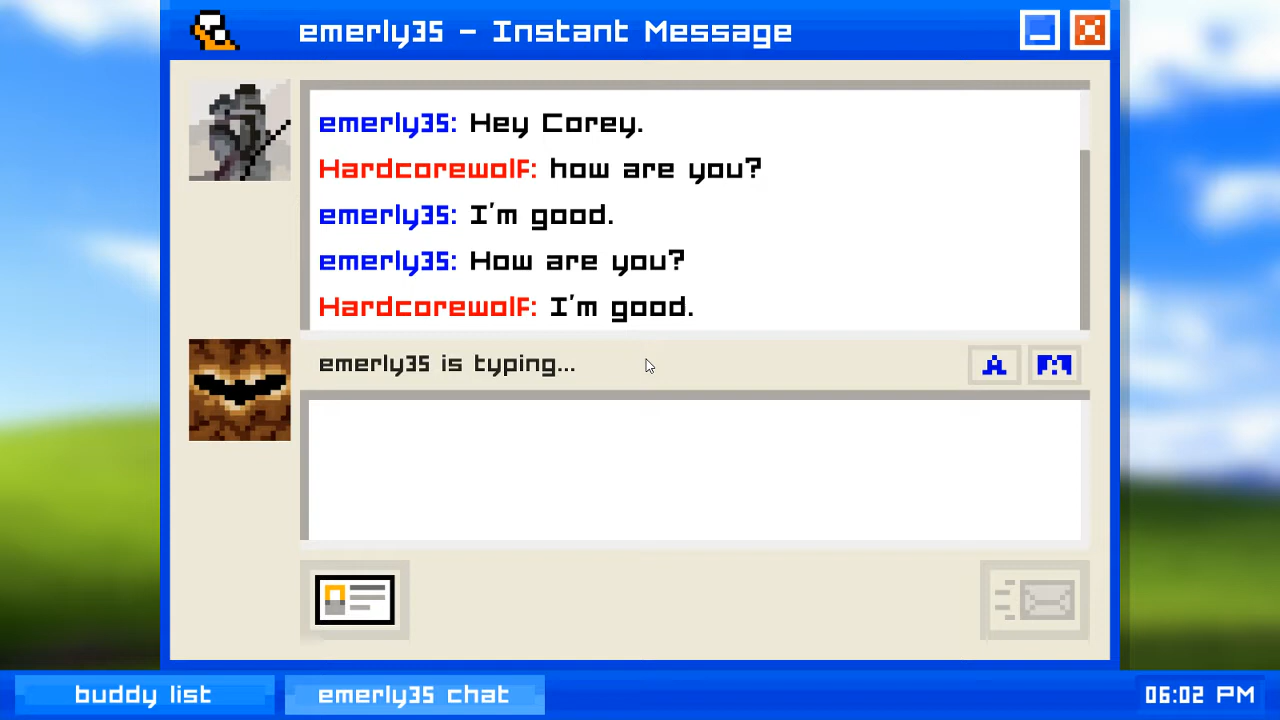 emerly35 - Instant Message
emerly35: Hey Corey.
Hardcorewolf: how are you?
emerly35: I'm good.
emerly35: How are you?
Hardcorewolf: I'm good.
emerly35 is typing...
A
buddy list
emerly35 chat
06:02 PM